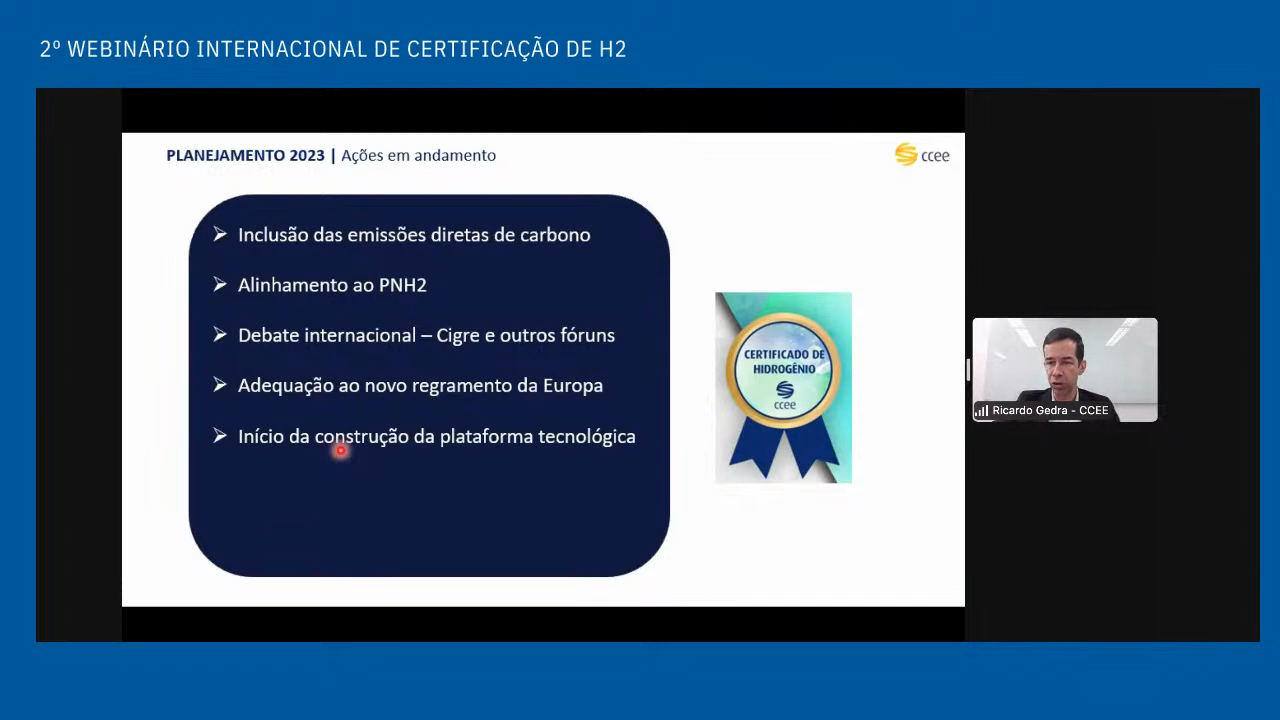 2º WEBINÁRIO INTERNACIONAL DE CERTIFICAÇÃO DE H2
PLANEJAMENTO 2023 | Ações em andamento
ccee
➢ Inclusão das emissões diretas de carbono
➢ Alinhamento ao PNH2
➢ Debate internacional – Cigre e outros fóruns
➢ Adequação ao novo regramento da Europa
➢ Início da construção da plataforma tecnológica
CERTIFICADO DE
HIDROGÊNIO
ccee
Ricardo Gedra - CCEE